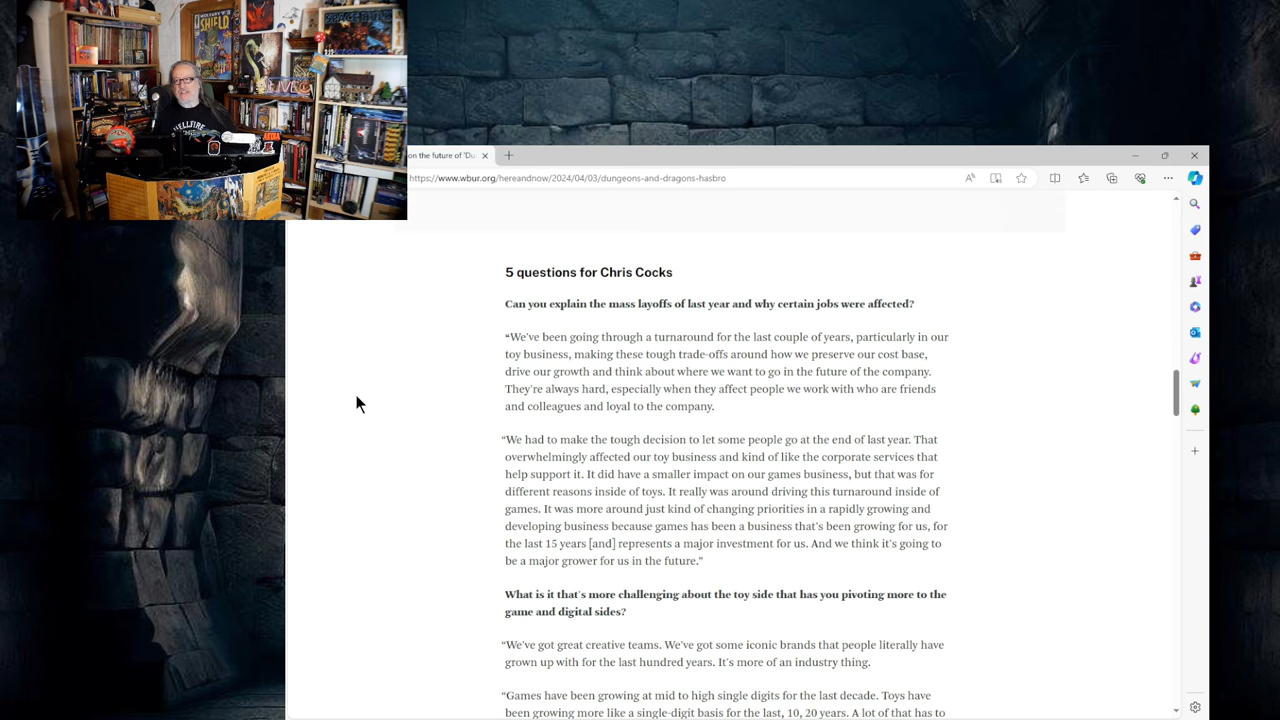 SHIELD
LIVE
HELLFIRE
on the future of 'Du
https://www.wbur.org/hereandnow/2024/04/03/dungeons-and-dragons-hasbro
5 questions for Chris Cocks
Can you explain the mass layoffs of last year and why certain jobs were affected?
“We've been going through a turnaround for the last couple of years, particularly in our
toy business, making these tough trade-offs around how we preserve our cost base,
drive our growth and think about where we want to go in the future of the company.
They're always hard, especially when they affect people we work with who are friends
and colleagues and loyal to the company.
“We had to make the tough decision to let some people go at the end of last year. That
overwhelmingly affected our toy business and kind of like the corporate services that
help support it. It did have a smaller impact on our games business, but that was for
different reasons inside of toys. It really was around driving this turnaround inside of
games. It was more around just kind of changing priorities in a rapidly growing and
developing business because games has been a business that's been growing for us, for
the last 15 years [and] represents a major investment for us. And we think it's going to
be a major grower for us in the future.”
What is it that's more challenging about the toy side that has you pivoting more to the
game and digital sides?
“We've got great creative teams. We've got some iconic brands that people literally have
grown up with for the last hundred years. It's more of an industry thing.
“Games have been growing at mid to high single digits for the last decade. Toys have
been growing more like a single-digit basis for the last, 10, 20 years. A lot of that has to